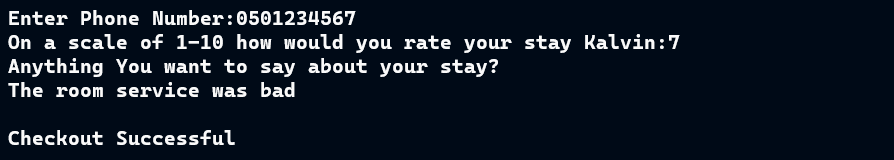 Enter Phone Number:0501234567
On a scale of 1-10 how would you rate your stay Kalvin:7
Anything You want to say about your stay?
The room service was bad
Checkout Successful